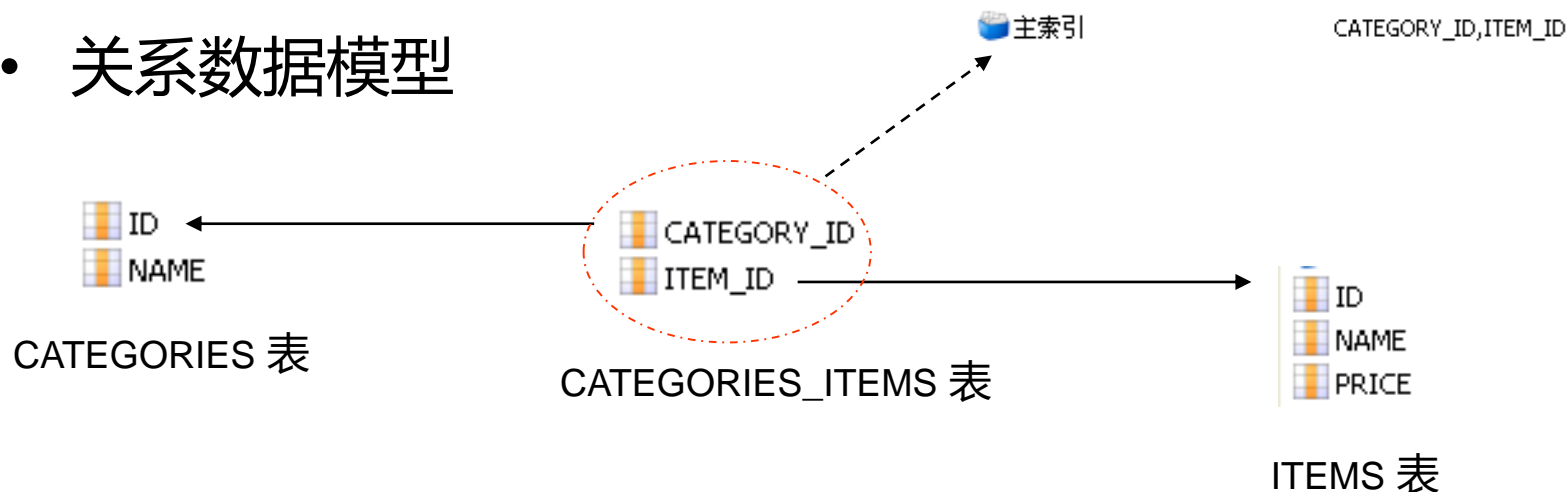 主索引 CATEGORY_ID,ITEM_ID
• 关系数据模型
ID
NAME
CATEGORIES 表
CATEGORY_ID
ITEM_ID
CATEGORIES_ITEMS 表
ID
NAME
PRICE
ITEMS 表